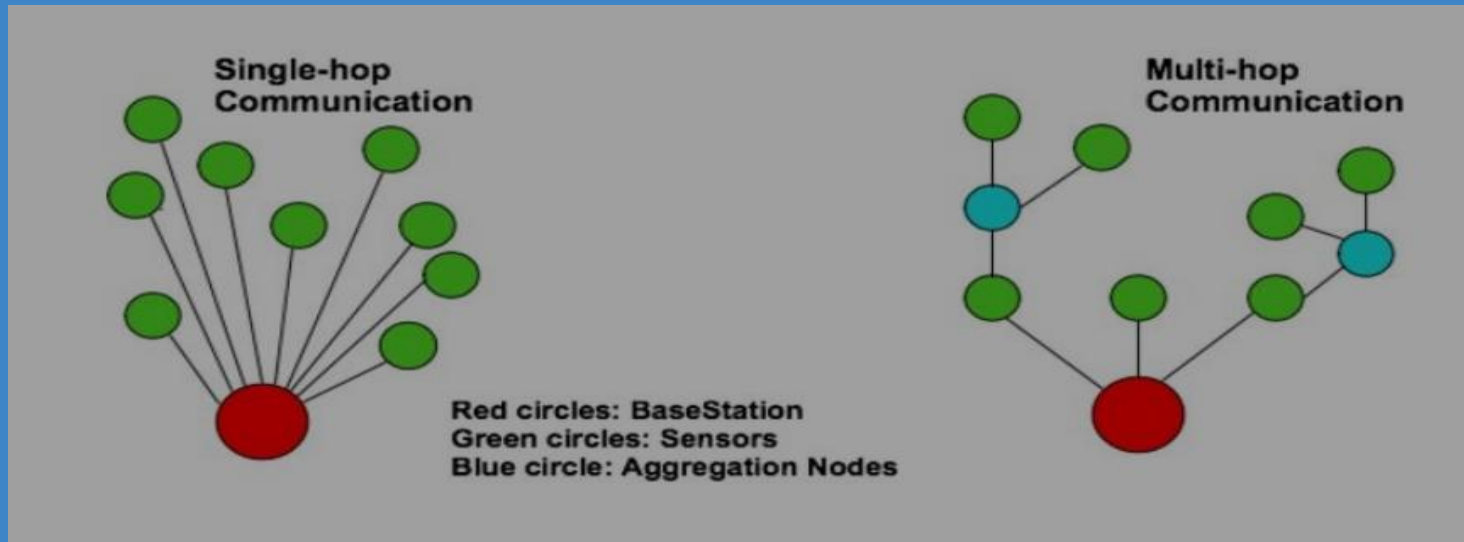 Single-hop
Communication
Multi-hop
Communication
Red circles: BaseStation
Green circles: Sensors
Blue circle: Aggregation Nodes